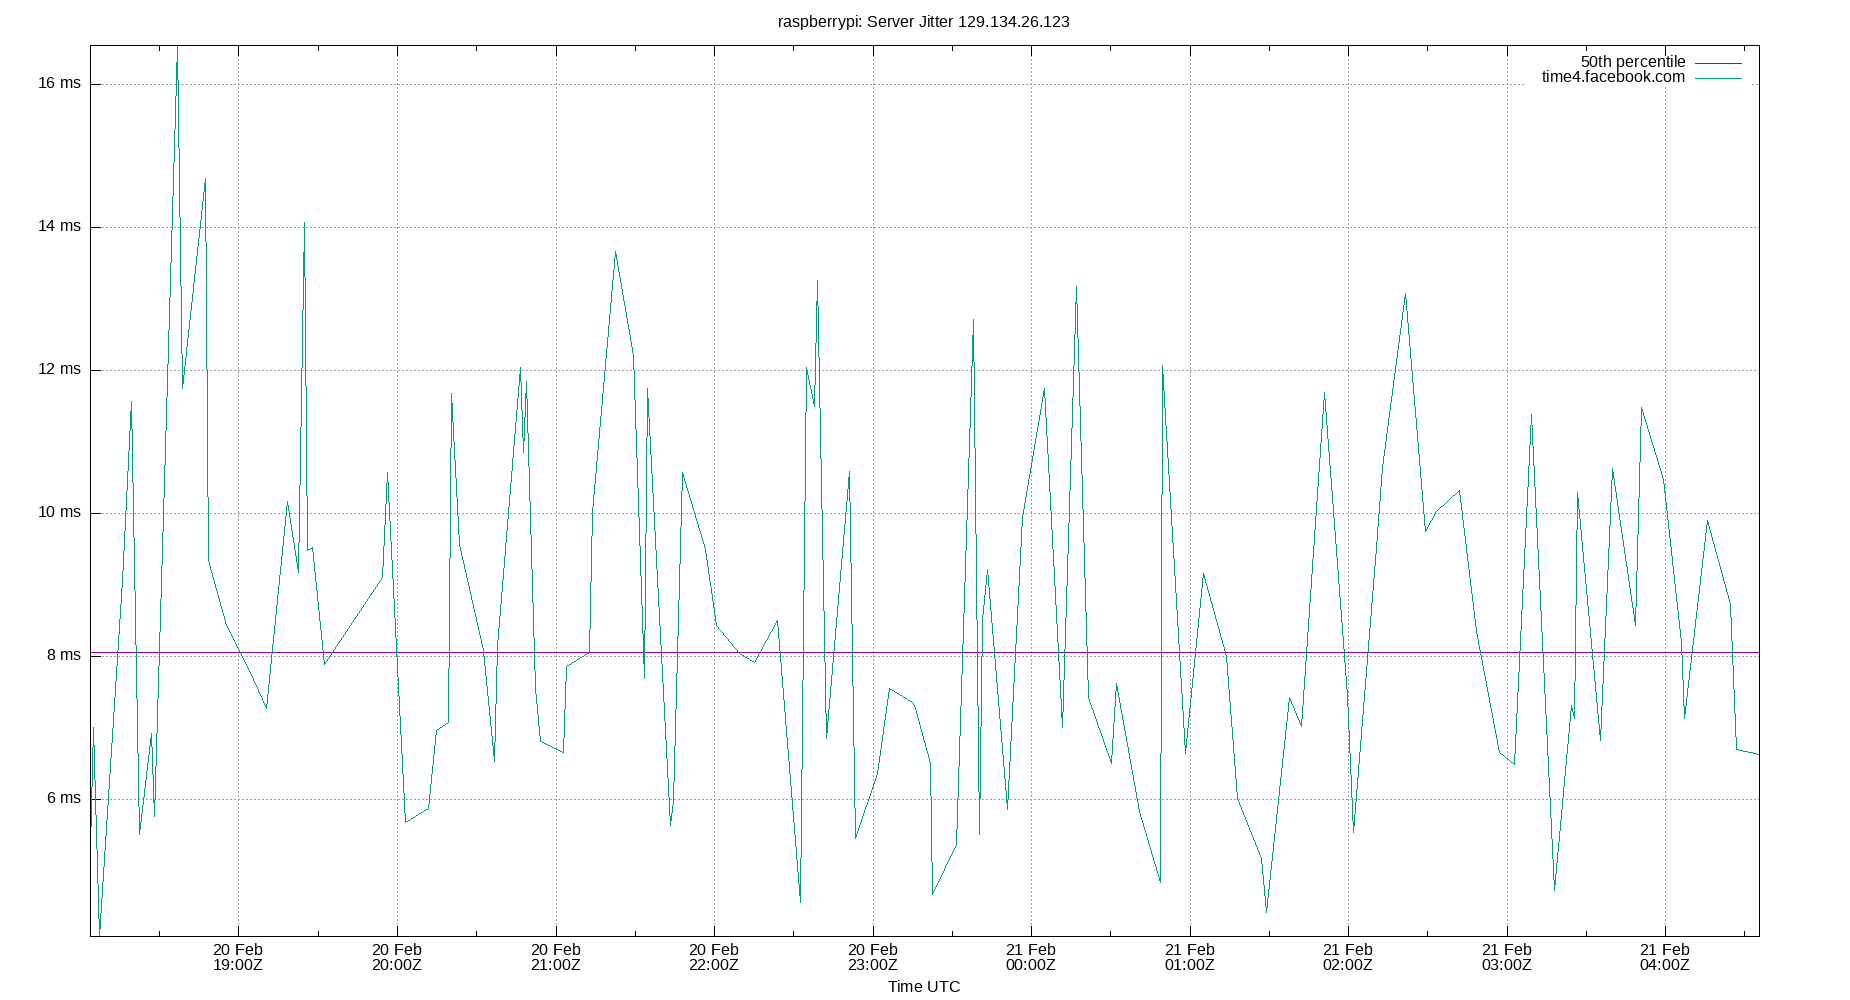 raspberrypi: Server Jitter 129.134.26.123
50th percentile
time4.facebook.com
16 ms
14 ms
12 ms
10 ms
8 ms
6 ms
20 Feb 20 Feb 20 Feb 20 Feb 20 Feb 21 Feb 21 Feb 21 Feb 21 Feb 21 Feb
19:00Z 20:00Z 21:00Z 22:00Z 23:00Z 00:00Z 01:00Z 02:00Z 03:00Z 04:00Z
Time UTC